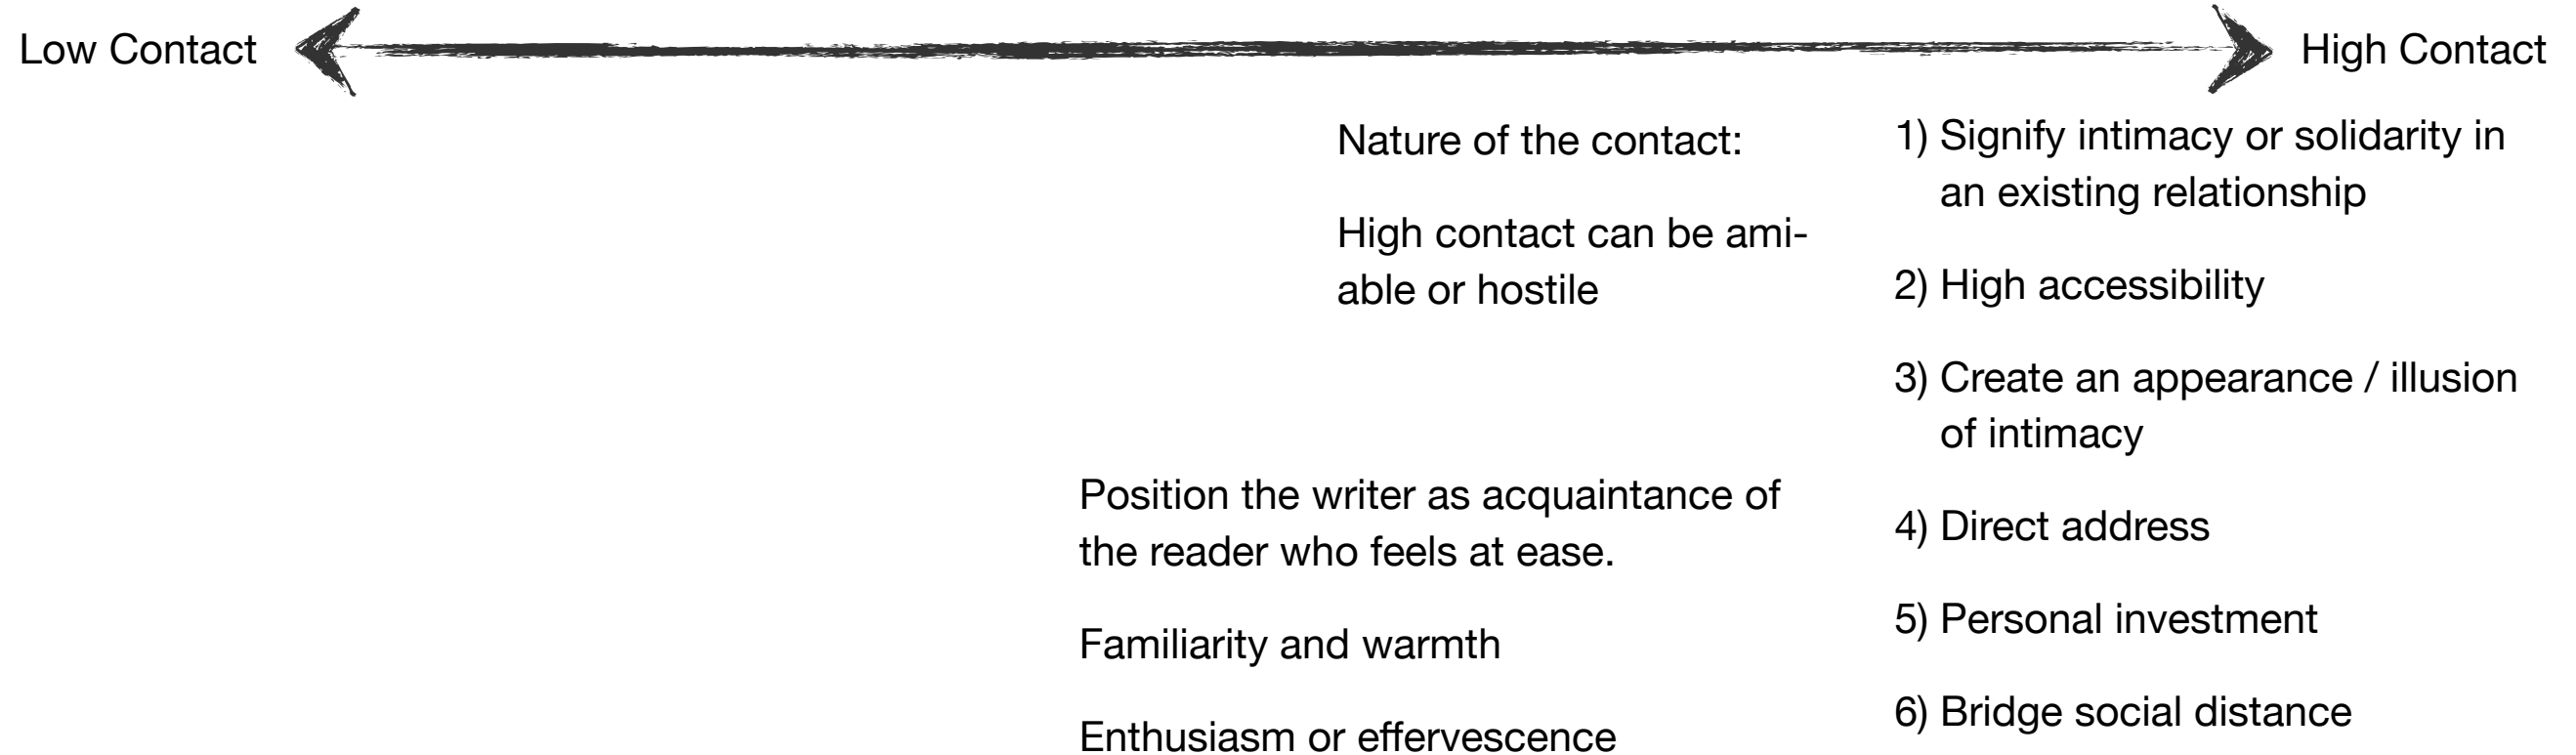 Low Contact
High Contact
Nature of the contact:
High contact can be ami-
able or hostile
Position the writer as acquaintance of
the reader who feels at ease.
Familiarity and warmth
Enthusiasm or effervescence
1) Signify intimacy or solidarity in
an existing relationship
2) High accessibility
3) Create an appearance / illusion
of intimacy
4) Direct address
5) Personal investment
6) Bridge social distance